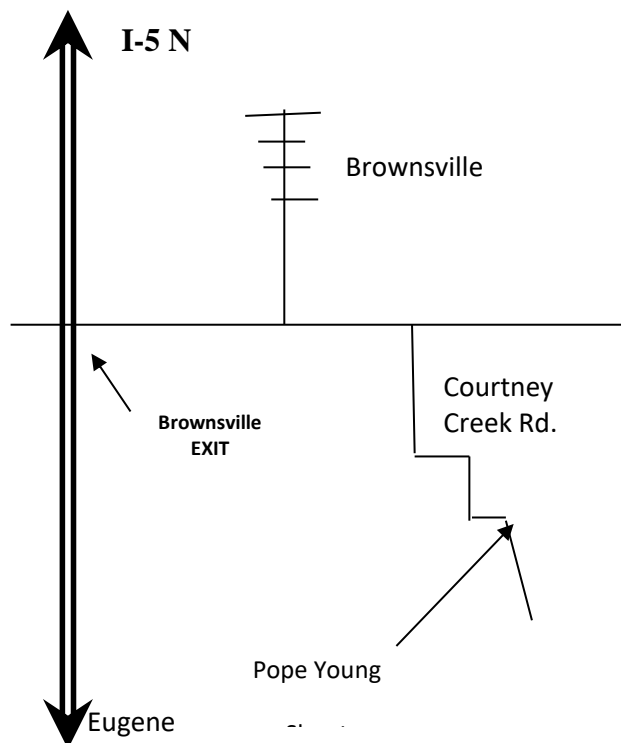 I-5 N
Brownsville
Courtney
Creek Rd.
Brownsville
EXIT
Pope Young
Eugene